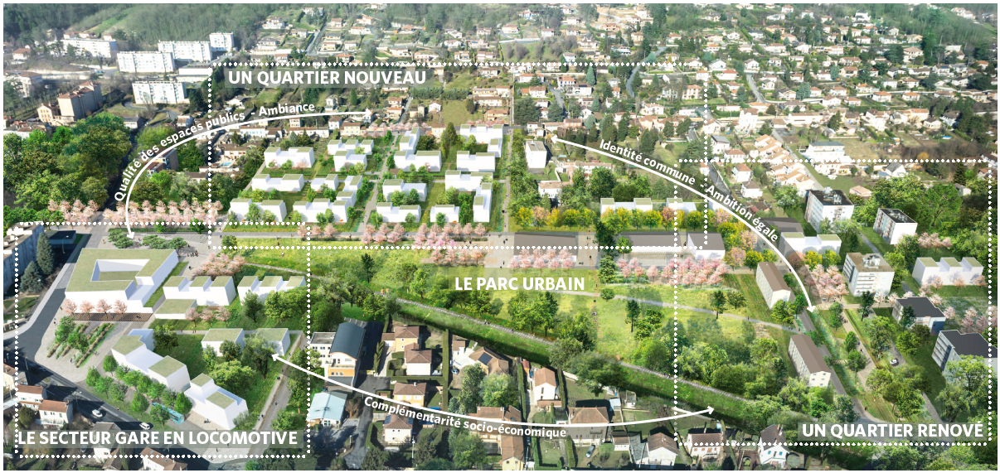 UN QUARTIER NOUVEAU
Qualité des espaces publics - Ambiance
Identité commune - Ambition égale
LE PARC URBAIN
Complémentarité socio-économique
LE SECTEUR GARE EN LOCOMOTIVE
UN QUARTIER RENOVÉ